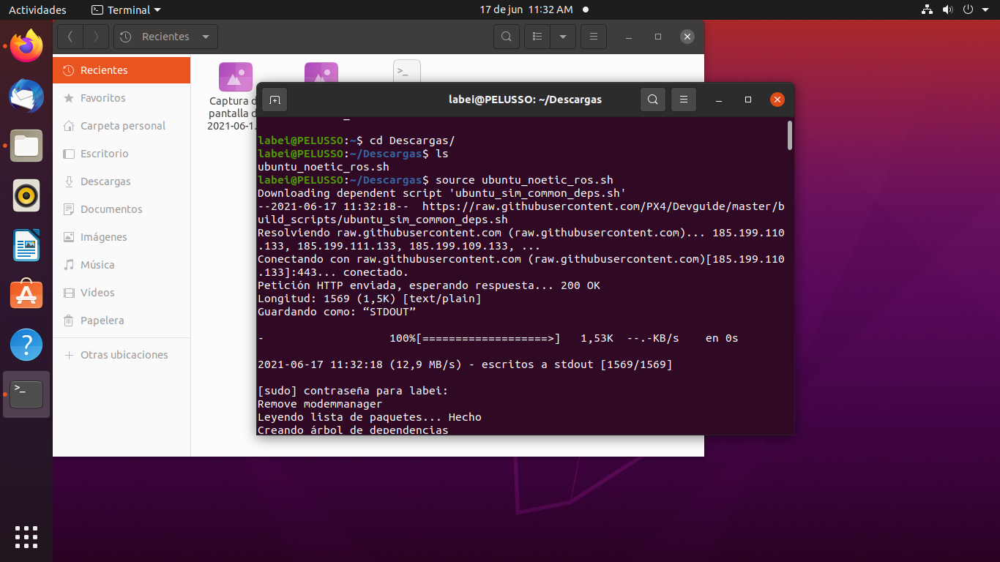 Actividades
Terminal
17 de jun 11:32 AM
Recientes
Recientes
Favoritos
Carpeta personal
Escritorio
Descargas
Documentos
Imágenes
Música
Vídeos
Papelera
Otras ubicaciones
Captura d
pantalla d
2021-06-1
labei@PELUSSO: ~/Descargas
labei@PELUSSO:~$ cd Descargas/
labei@PELUSSO:~/Descargas$ ls
ubuntu_noetic_ros.sh
labei@PELUSSO:~/Descargas$ source ubuntu_noetic_ros.sh
Downloading dependent script 'ubuntu_sim_common_deps.sh'
--2021-06-17 11:32:18--  https://raw.githubusercontent.com/PX4/Devguide/master/b
uild_scripts/ubuntu_sim_common_deps.sh
Resolviendo raw.githubusercontent.com (raw.githubusercontent.com)... 185.199.110
.133, 185.199.111.133, 185.199.109.133, ...
Conectando con raw.githubusercontent.com (raw.githubusercontent.com)[185.199.110
.133]:443... conectado.
Petición HTTP enviada, esperando respuesta... 200 OK
Longitud: 1569 (1,5K) [text/plain]
Guardando como: “STDOUT”
-                   100%[===================>]   1,53K  --.-KB/s    en 0s
2021-06-17 11:32:18 (12,9 MB/s) - escritos a stdout [1569/1569]
[sudo] contraseña para labei:
Remove modemmanager
Leyendo lista de paquetes... Hecho
Creando árbol de dependencias